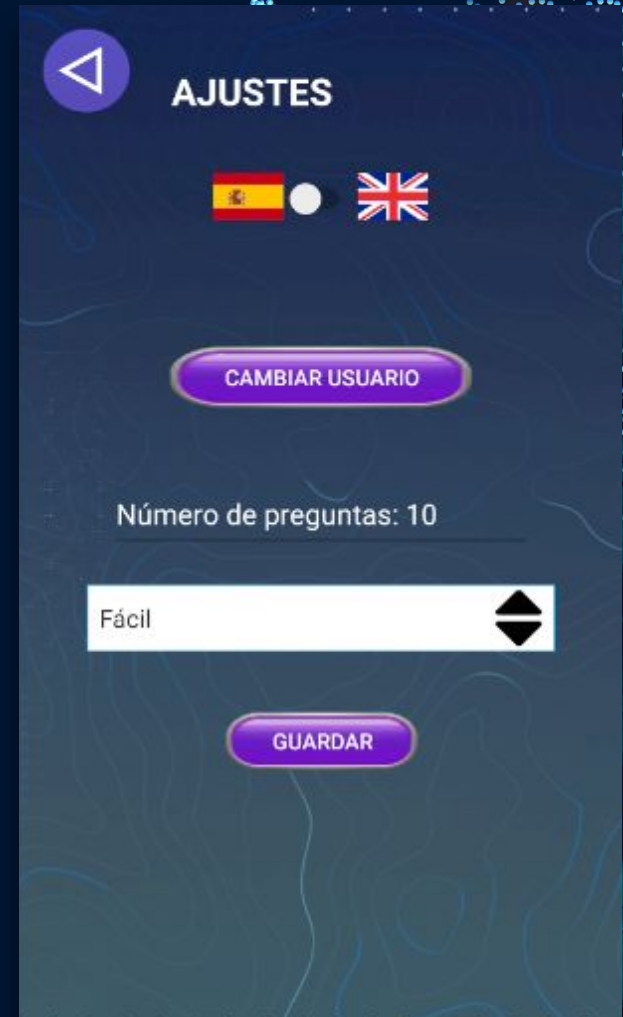 AJUSTES
CAMBIAR USUARIO
Número de preguntas: 10
Fácil
GUARDAR